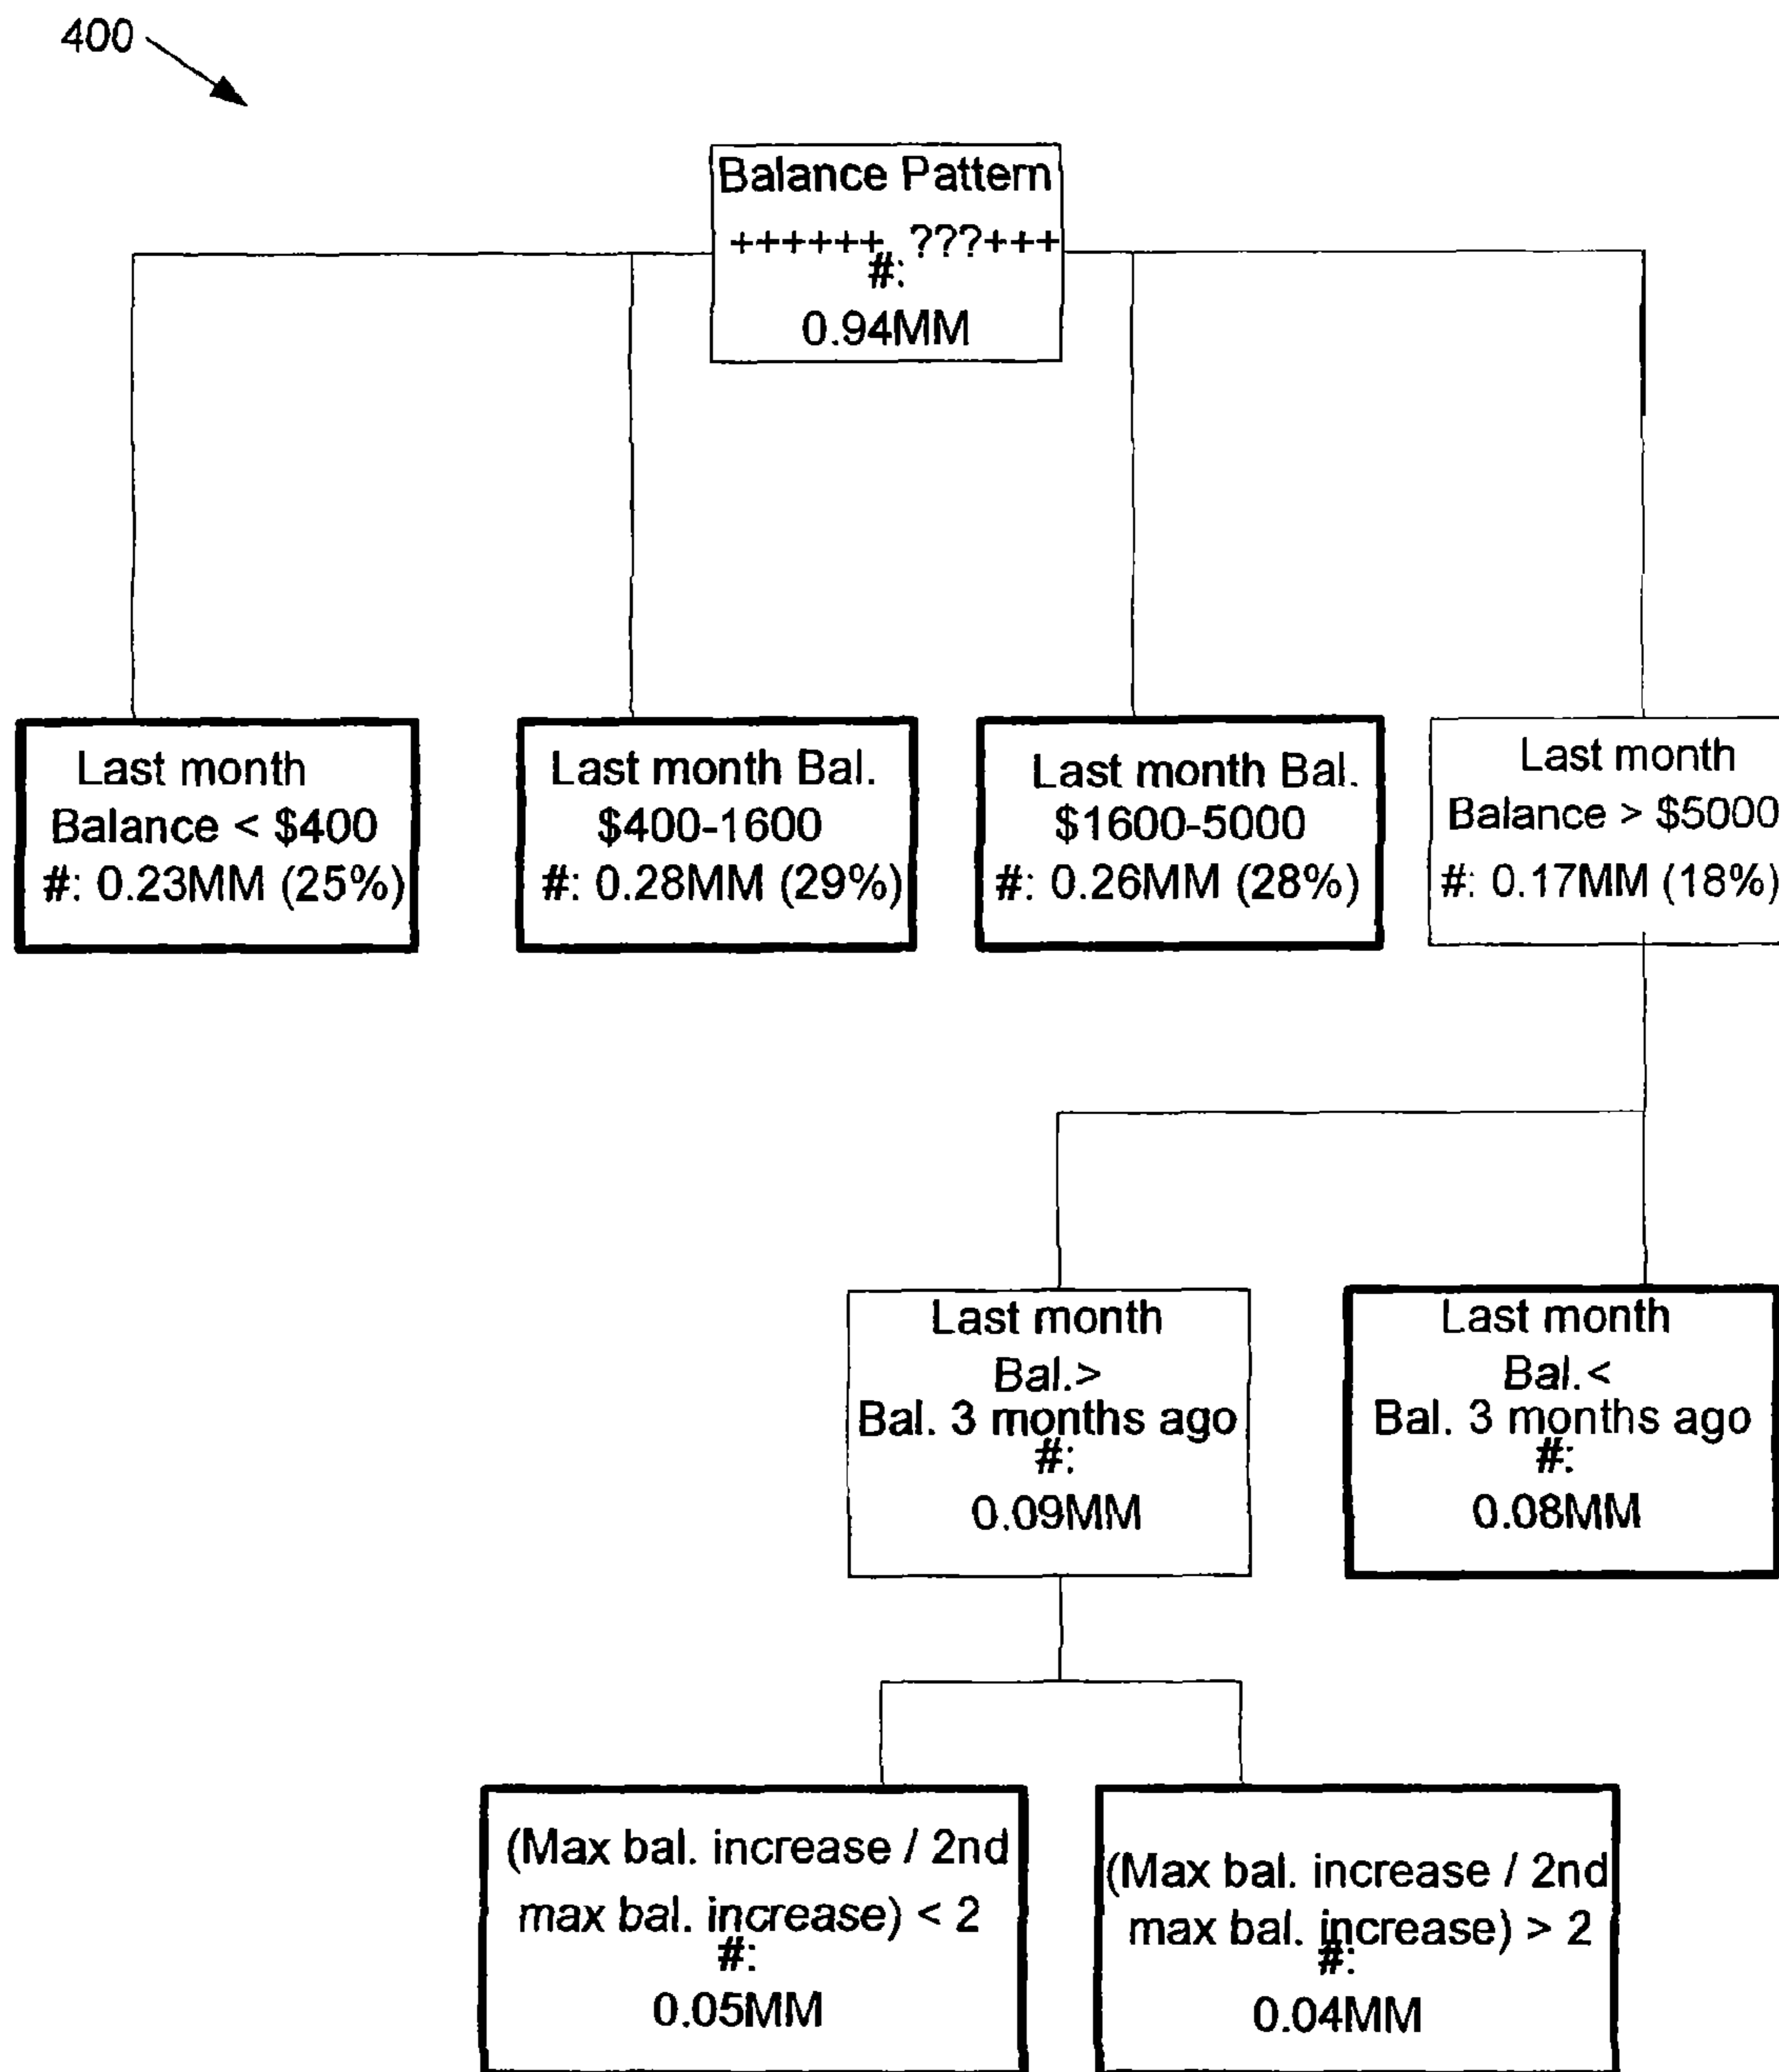 400
Balance Pattern
++++++, ???+++
#:
0.94MM
Last month
Balance < $400
#: 0.23MM (25%)
Last month Bal.
$400-1600
#: 0.28MM (29%)
Last month Bal.
$1600-5000
#: 0.26MM (28%)
Last month
Balance > $5000
#: 0.17MM (18%)
Last month
Bal.>
Bal. 3 months ago
#:
0.09MM
Last month
Bal.<
Bal. 3 months ago
#:
0.08MM
(Max bal. increase / 2nd
max bal. increase) < 2
#:
0.05MM
(Max bal. increase / 2nd
max bal. increase) > 2
#:
0.04MM